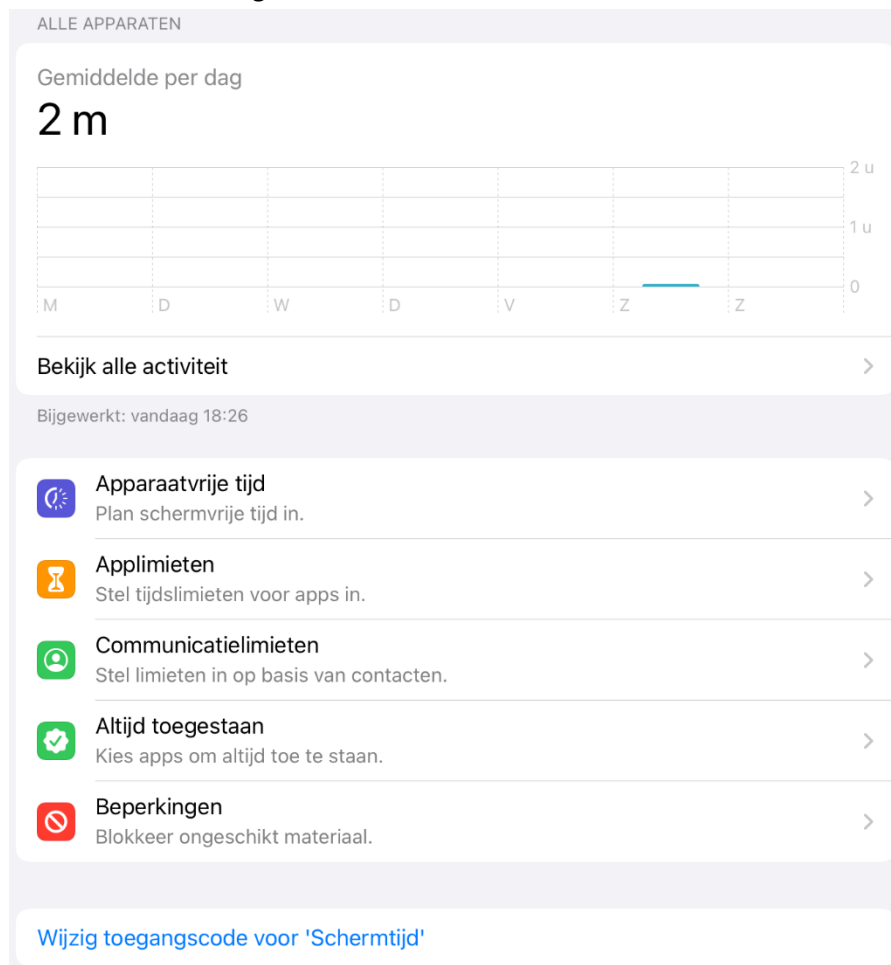 ALLE APPARATEN
Gemiddelde per dag
2 m
2 u
1 u
0
M D W D V Z Z
Bekijk alle activiteit
Bijgewerkt: vandaag 18:26
Apparaatvrije tijd
Plan schermvrije tijd in.
Applimieten
Stel tijdslimieten voor apps in.
Communicatielimieten
Stel limieten in op basis van contacten.
Altijd toegestaan
Kies apps om altijd toe te staan.
Beperkingen
Blokkeer ongeschikt materiaal.
Wijzig toegangscode voor 'Schermtijd'